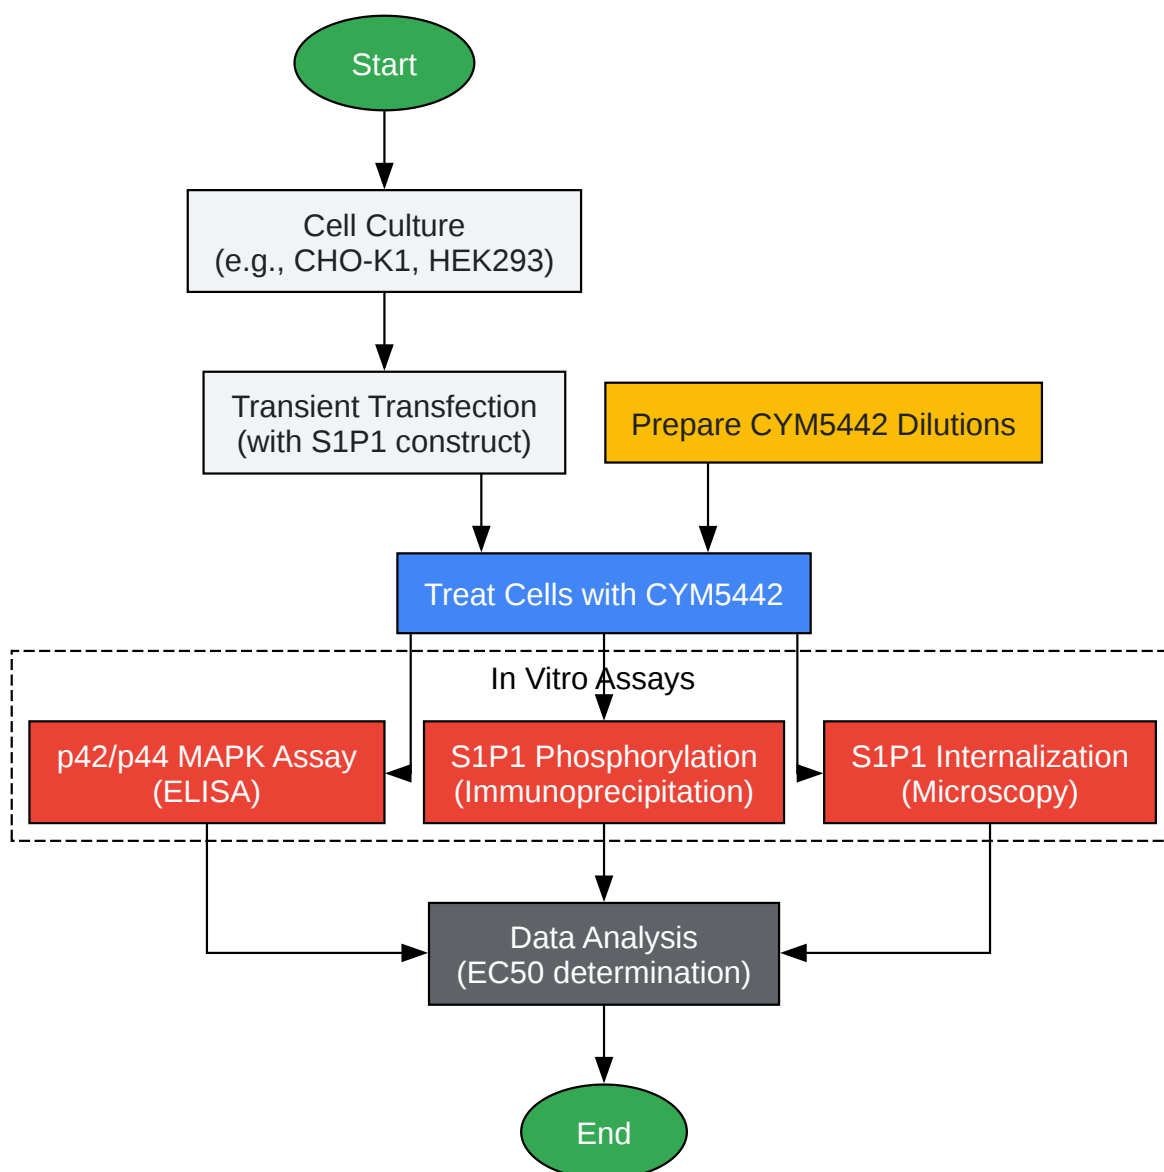 Start
Cell Culture
(e.g., CHO-K1, HEK293)
Transient Transfection
(with S1P1 construct)
Prepare CYM5442 Dilutions
Treat Cells with CYM5442
In Vitro Assays
p42/p44 MAPK Assay
(ELISA)
S1P1 Phosphorylation
(Immunoprecipitation)
S1P1 Internalization
(Microscopy)
Data Analysis
(EC50 determination)
End